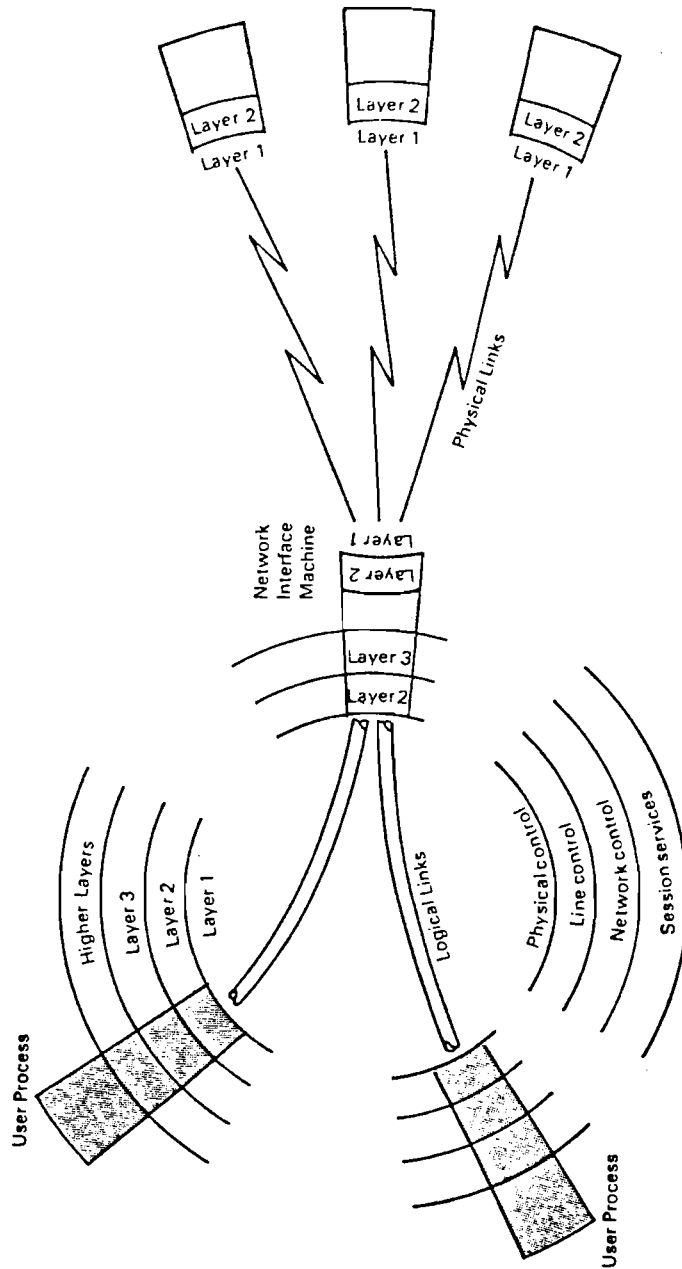 User Process
Higher Layers
Layer 3
Layer 2
Layer 1
Network
Interface
Machine
Layer 2
Layer 3
Layer 2
Layer 1
Layer 2
Layer 1
Layer 2
Layer 1
Layer 2
Layer 1
Physical Links
Logical Links
Physical control
Line control
Network control
Session services
User Process